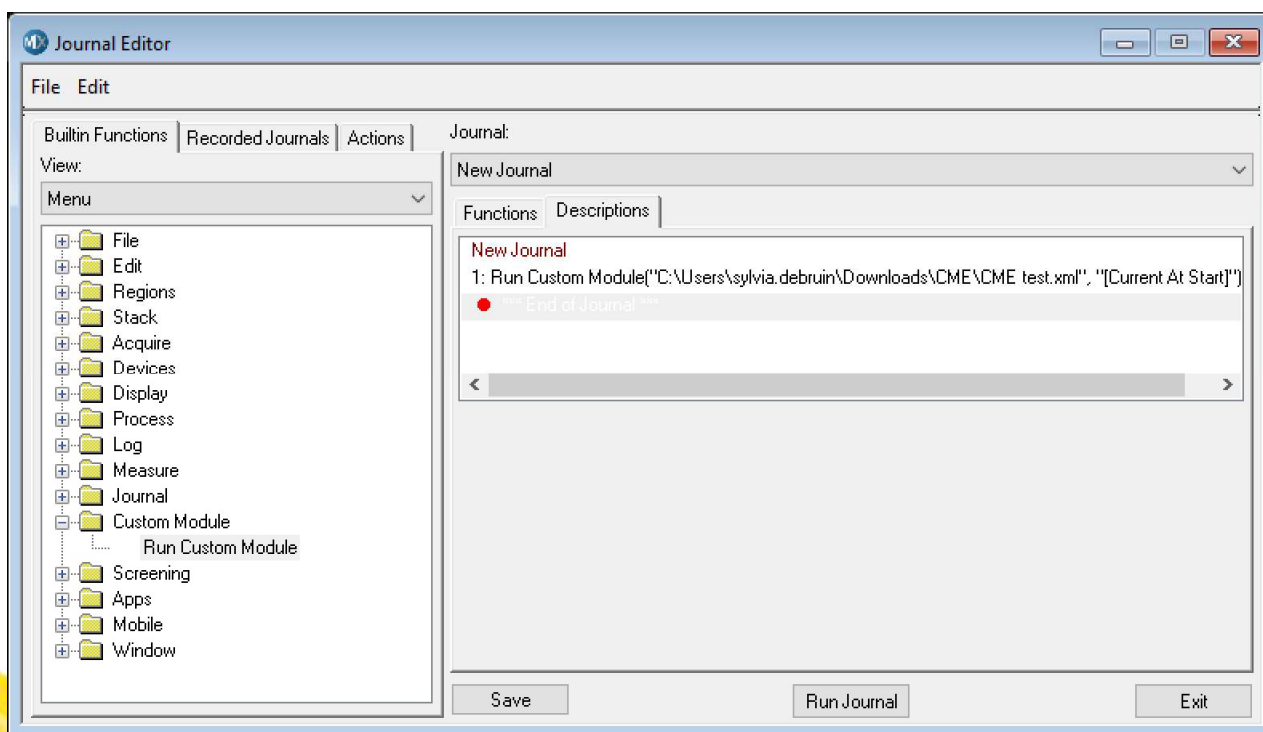 Journal Editor
File Edit
Builtin Functions Recorded Journals Actions
View:
Menu
File
Edit
Regions
Stack
Acquire
Devices
Display
Process
Log
Measure
Journal
Custom Module
Run Custom Module
Screening
Apps
Mobile
Window
Journal:
New Journal
Functions Descriptions
New Journal
1: Run Custom Module("C:\Users\sylvia.debruin\Downloads\CME\CME test.xml", "[Current At Start]")
*** End of Journal ***
Save Run Journal Exit